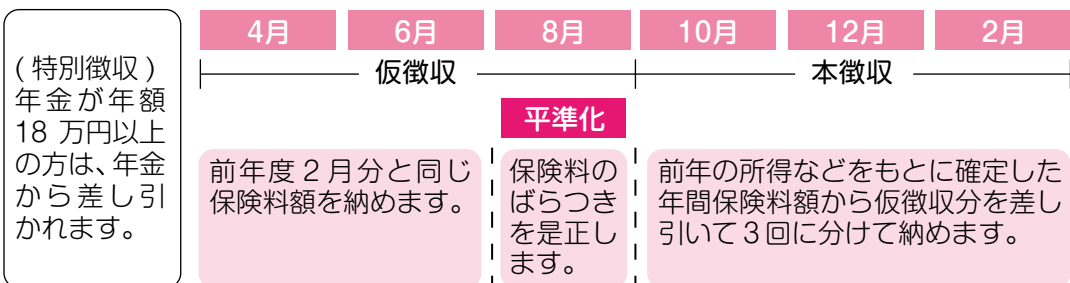 (特別徴収)
年金が年額
18万円以上
の方は、年金
から差し引
かれます。
4月 6月 8月 10月 12月 2月
仮徴収 本徴収
平準化
前年度2月分と同じ
保険料額を納めます。
保険料の
ばらつき
を是正し
ます。
前年の所得などをもとに確定した
年間保険料額から仮徴収分を差し
引いて3回に分けて納めます。